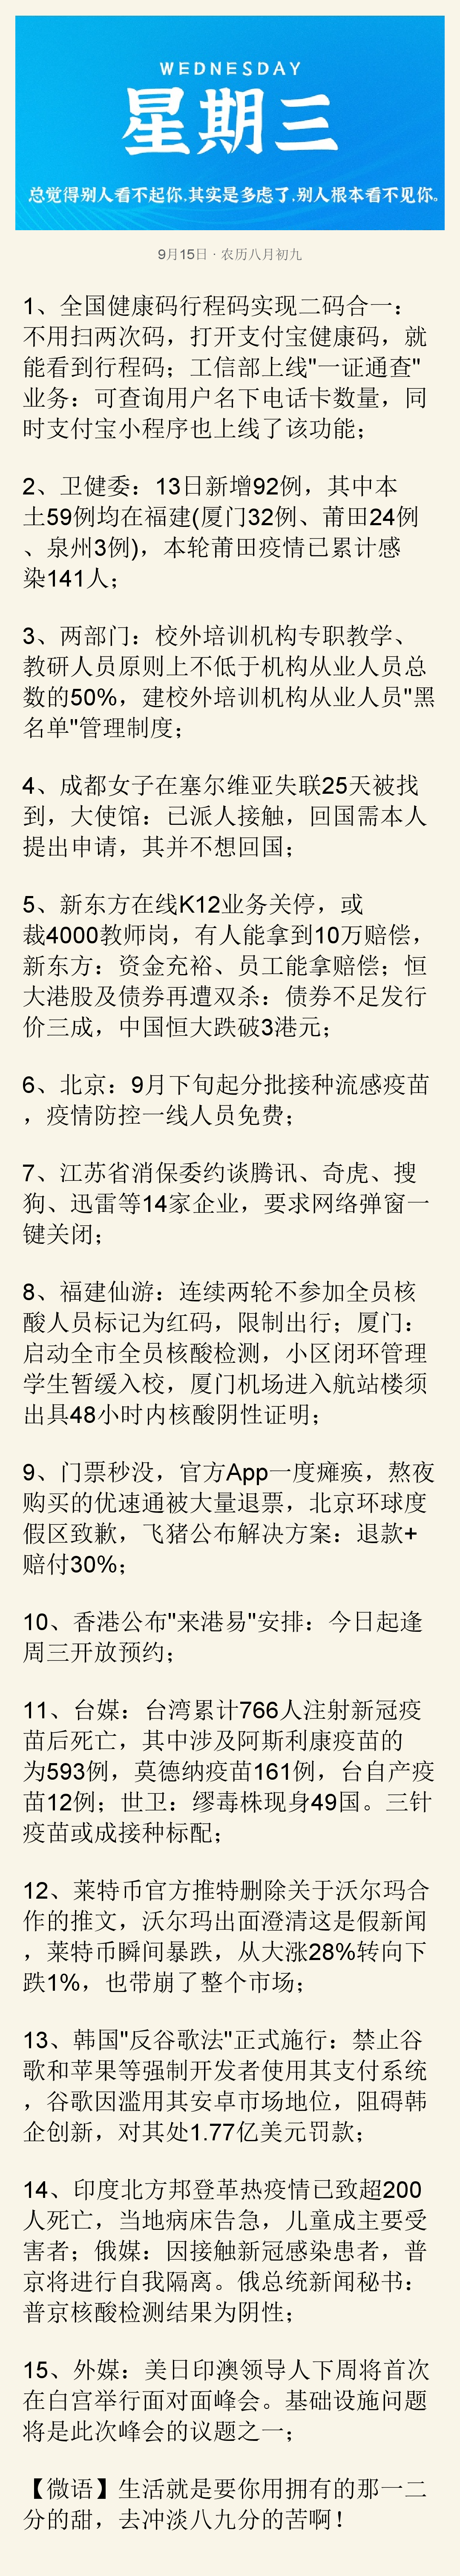 WEDNESDAY
星期三
总觉得别人看不起你,其实是多虑了,别人根本看不见你。
9月15日 · 农历八月初九
1、全国健康码行程码实现二码合一：
不用扫两次码，打开支付宝健康码，就
能看到行程码；工信部上线"一证通查"
业务：可查询用户名下电话卡数量，同
时支付宝小程序也上线了该功能；
2、卫健委：13日新增92例，其中本
土59例均在福建(厦门32例、莆田24例
、泉州3例)，本轮莆田疫情已累计感
染141人；
3、两部门：校外培训机构专职教学、
教研人员原则上不低于机构从业人员总
数的50%，建校外培训机构从业人员"黑
名单"管理制度；
4、成都女子在塞尔维亚失联25天被找
到，大使馆：已派人接触，回国需本人
提出申请，其并不想回国；
5、新东方在线K12业务关停，或
裁4000教师岗，有人能拿到10万赔偿，
新东方：资金充裕、员工能拿赔偿；恒
大港股及债券再遭双杀：债券不足发行
价三成，中国恒大跌破3港元；
6、北京：9月下旬起分批接种流感疫苗
，疫情防控一线人员免费；
7、江苏省消保委约谈腾讯、奇虎、搜
狗、迅雷等14家企业，要求网络弹窗一
键关闭；
8、福建仙游：连续两轮不参加全员核
酸人员标记为红码，限制出行；厦门：
启动全市全员核酸检测，小区闭环管理
学生暂缓入校，厦门机场进入航站楼须
出具48小时内核酸阴性证明；
9、门票秒没，官方App一度瘫痪，熬夜
购买的优速通被大量退票，北京环球度
假区致歉，飞猪公布解决方案：退款+
赔付30%；
10、香港公布"来港易"安排：今日起逢
周三开放预约；
11、台媒：台湾累计766人注射新冠疫
苗后死亡，其中涉及阿斯利康疫苗的
为593例，莫德纳疫苗161例，台自产疫
苗12例；世卫：缪毒株现身49国。三针
疫苗或成接种标配；
12、莱特币官方推特删除关于沃尔玛合
作的推文，沃尔玛出面澄清这是假新闻
，莱特币瞬间暴跌，从大涨28%转向下
跌1%，也带崩了整个市场；
13、韩国"反谷歌法"正式施行：禁止谷
歌和苹果等强制开发者使用其支付系统
，谷歌因滥用其安卓市场地位，阻碍韩
企创新，对其处1.77亿美元罚款；
14、印度北方邦登革热疫情已致超200
人死亡，当地病床告急，儿童成主要受
害者；俄媒：因接触新冠感染患者，普
京将进行自我隔离。俄总统新闻秘书：
普京核酸检测结果为阴性；
15、外媒：美日印澳领导人下周将首次
在白宫举行面对面峰会。基础设施问题
将是此次峰会的议题之一；
【微语】生活就是要你用拥有的那一二
分的甜，去冲淡八九分的苦啊！